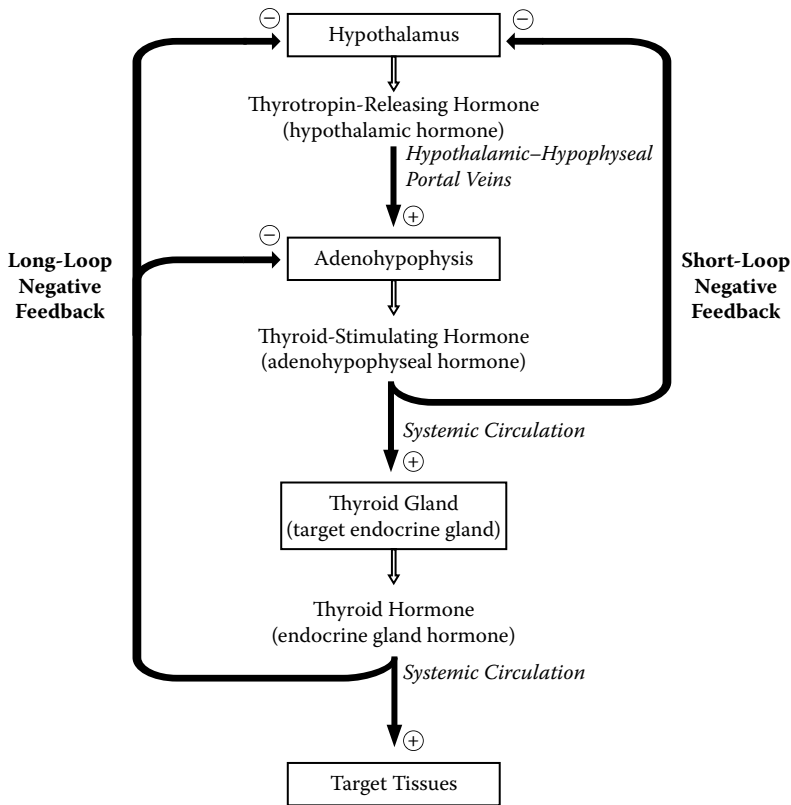 −
−
Hypothalamus
Thyrotropin-Releasing Hormone
(hypothalamic hormone)
Hypothalamic–Hypophyseal
Portal Veins
+
−
Adenohypophysis
Long-Loop
Negative
Feedback
Short-Loop
Negative
Feedback
Thyroid-Stimulating Hormone
(adenohypophyseal hormone)
Systemic Circulation
+
Thyroid Gland
(target endocrine gland)
Thyroid Hormone
(endocrine gland hormone)
Systemic Circulation
+
Target Tissues